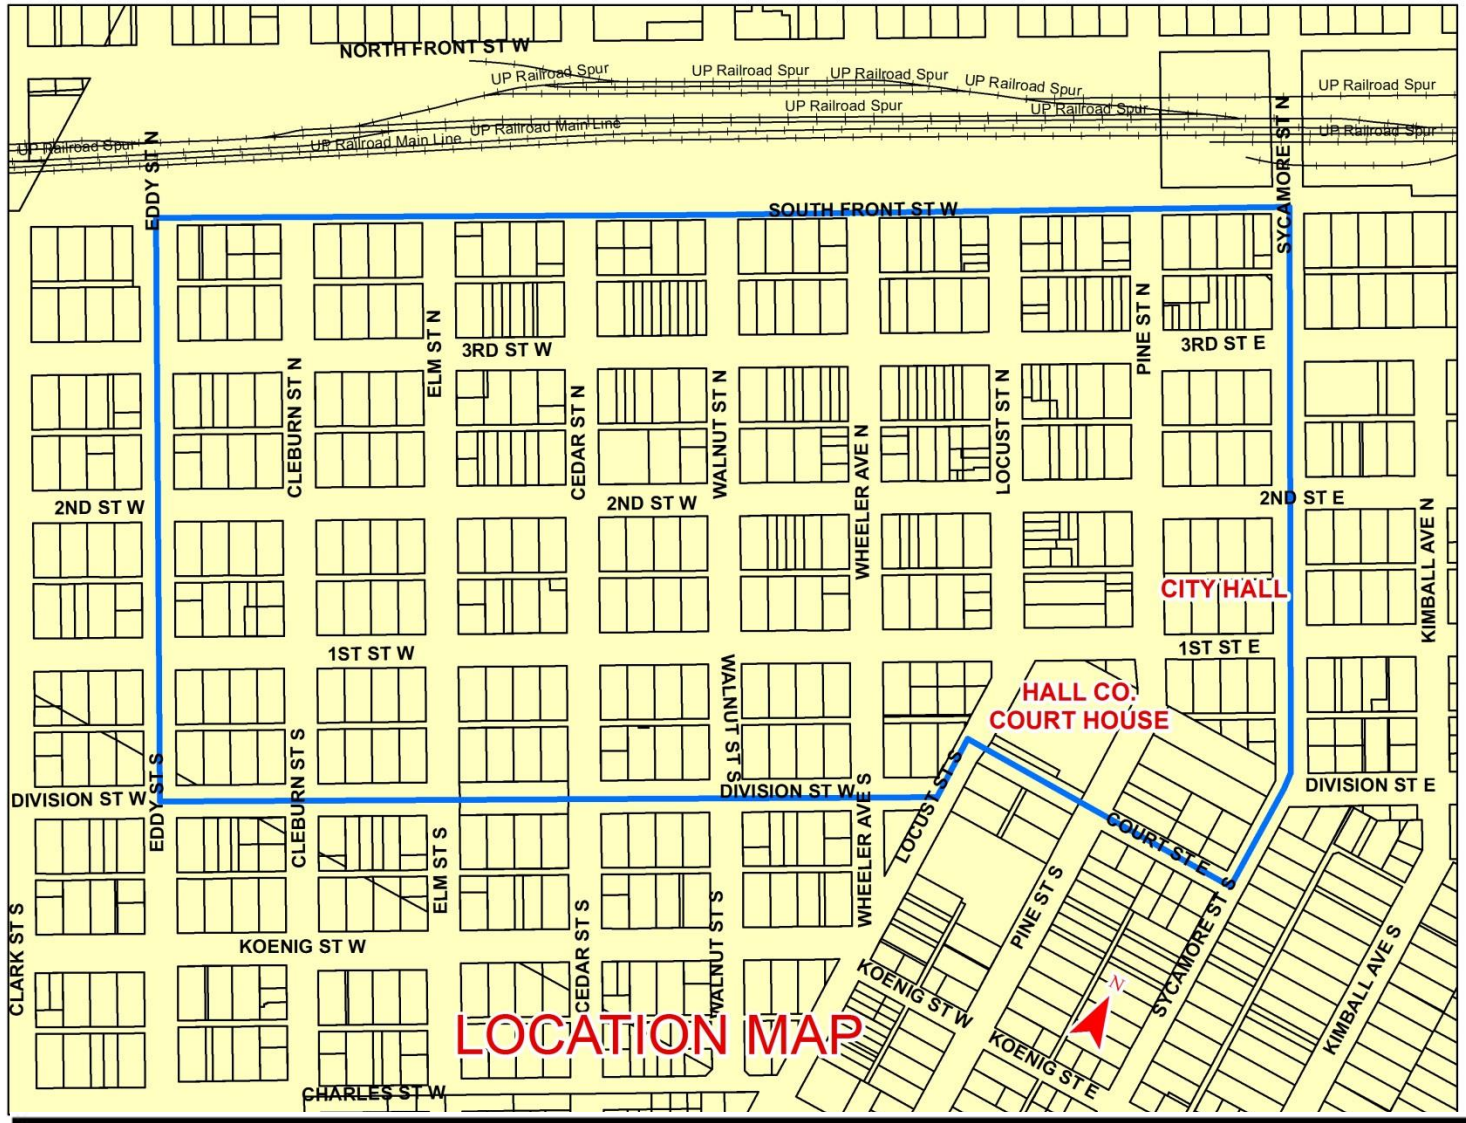 NORTH FRONT ST W
UP Railroad Spur
UP Railroad Spur
UP Railroad Spur
UP Railroad Spur
UP Railroad Spur
UP Railroad Spur
UP Railroad Spur
UP Railroad Main Line
UP Railroad Spur
UP Railroad Spur
UP Railroad Main Line
EDDY ST N
SYCAMORE ST N
SOUTH FRONT ST W
ELM ST N
PINE ST N
3RD ST W
3RD ST E
CLEBURN ST N
CEDAR ST N
WALNUT ST N
LOCUST ST N
WHEELER AVE N
2ND ST W
2ND ST W
2ND ST E
KIMBALL AVE N
CITY HALL
1ST ST W
1ST ST E
WALNUT ST S
HALL CO.
COURT HOUSE
DIVISION ST W
EDDY ST S
CLEBURN ST S
DIVISION ST W
WHEELER AVE S
LOCUST ST S
DIVISION ST E
COURT ST E
ELM ST S
PINE ST S
SYCAMORE ST S
KOENIG ST W
CLARK ST S
CEDAR ST S
WALNUT ST S
KOENIG ST W
KIMBALL AVE S
N
LOCATION MAP
KOENIG ST E
CHARLES ST W